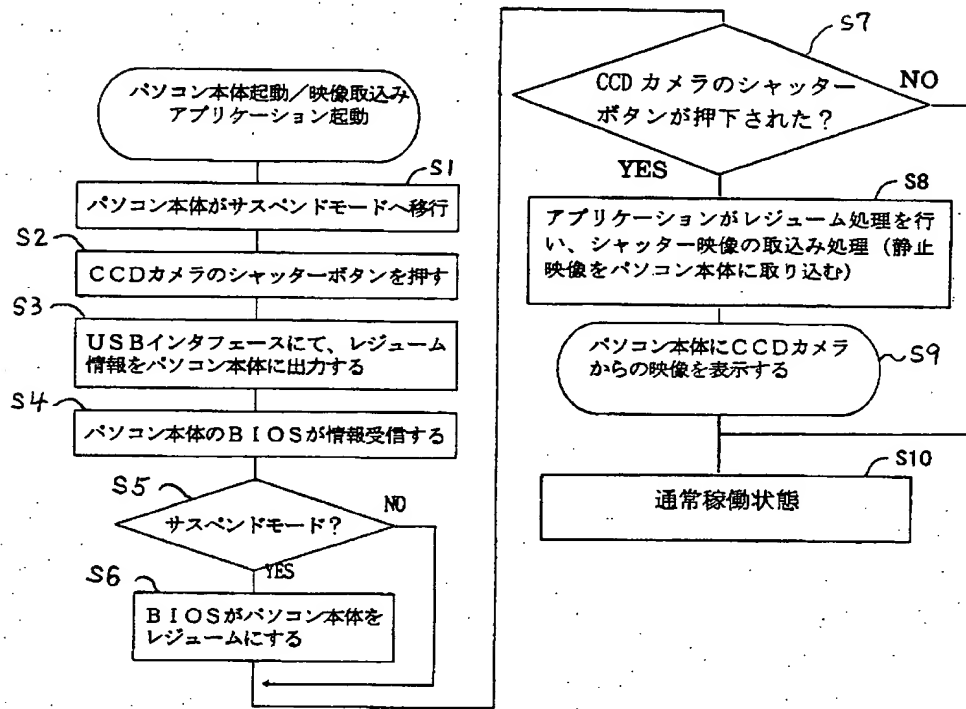 パソコン本体起動／映像取込み
アプリケーション起動
S1
パソコン本体がサスペンドモードへ移行
S2
ＣＣＤカメラのシャッターボタンを押す
S3
ＵＳＢインタフェースにて、レジューム
情報をパソコン本体に出力する
S4
パソコン本体のＢＩＯＳが情報受信する
S5
サスペンドモード？
NO
YES
S6
ＢＩＯＳがパソコン本体を
レジュームにする
S7
CCDカメラのシャッター
ボタンが押下された？
NO
YES
S8
アプリケーションがレジューム処理を行
い、シャッター映像の取込み処理（静止
映像をパソコン本体に取り込む）
パソコン本体にＣＣＤカメラ
からの映像を表示する
S9
S10
通常稼働状態